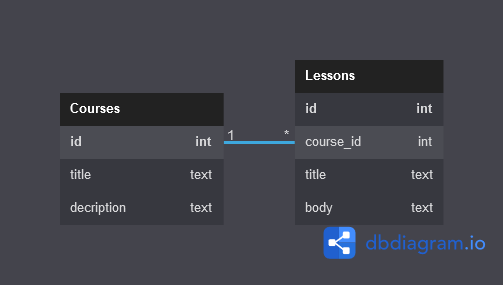 Courses
id int
title text
decription text
1 *
Lessons
id int
course_id int
title text
body text
dbdiagram.io